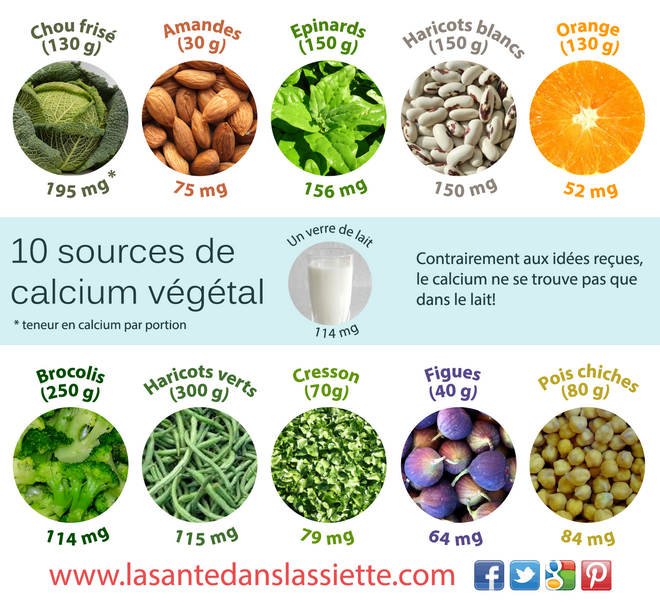 Chou frisé
(130 g)
195 mg*
Amandes
(30 g)
75 mg
Epinards
(150 g)
156 mg
Haricots blancs
(150 g)
150 mg
Orange
(130 g)
52 mg
10 sources de
calcium végétal
* teneur en calcium par portion
Un verre de lait
114 mg
Contrairement aux idées reçues,
le calcium ne se trouve pas que
dans le lait!
Brocolis
(250 g)
114 mg
Haricots verts
(300 g)
115 mg
Cresson
(70g)
79 mg
Figues
(40 g)
64 mg
Pois chiches
(80 g)
84 mg
www.lasantedanslassiette.com